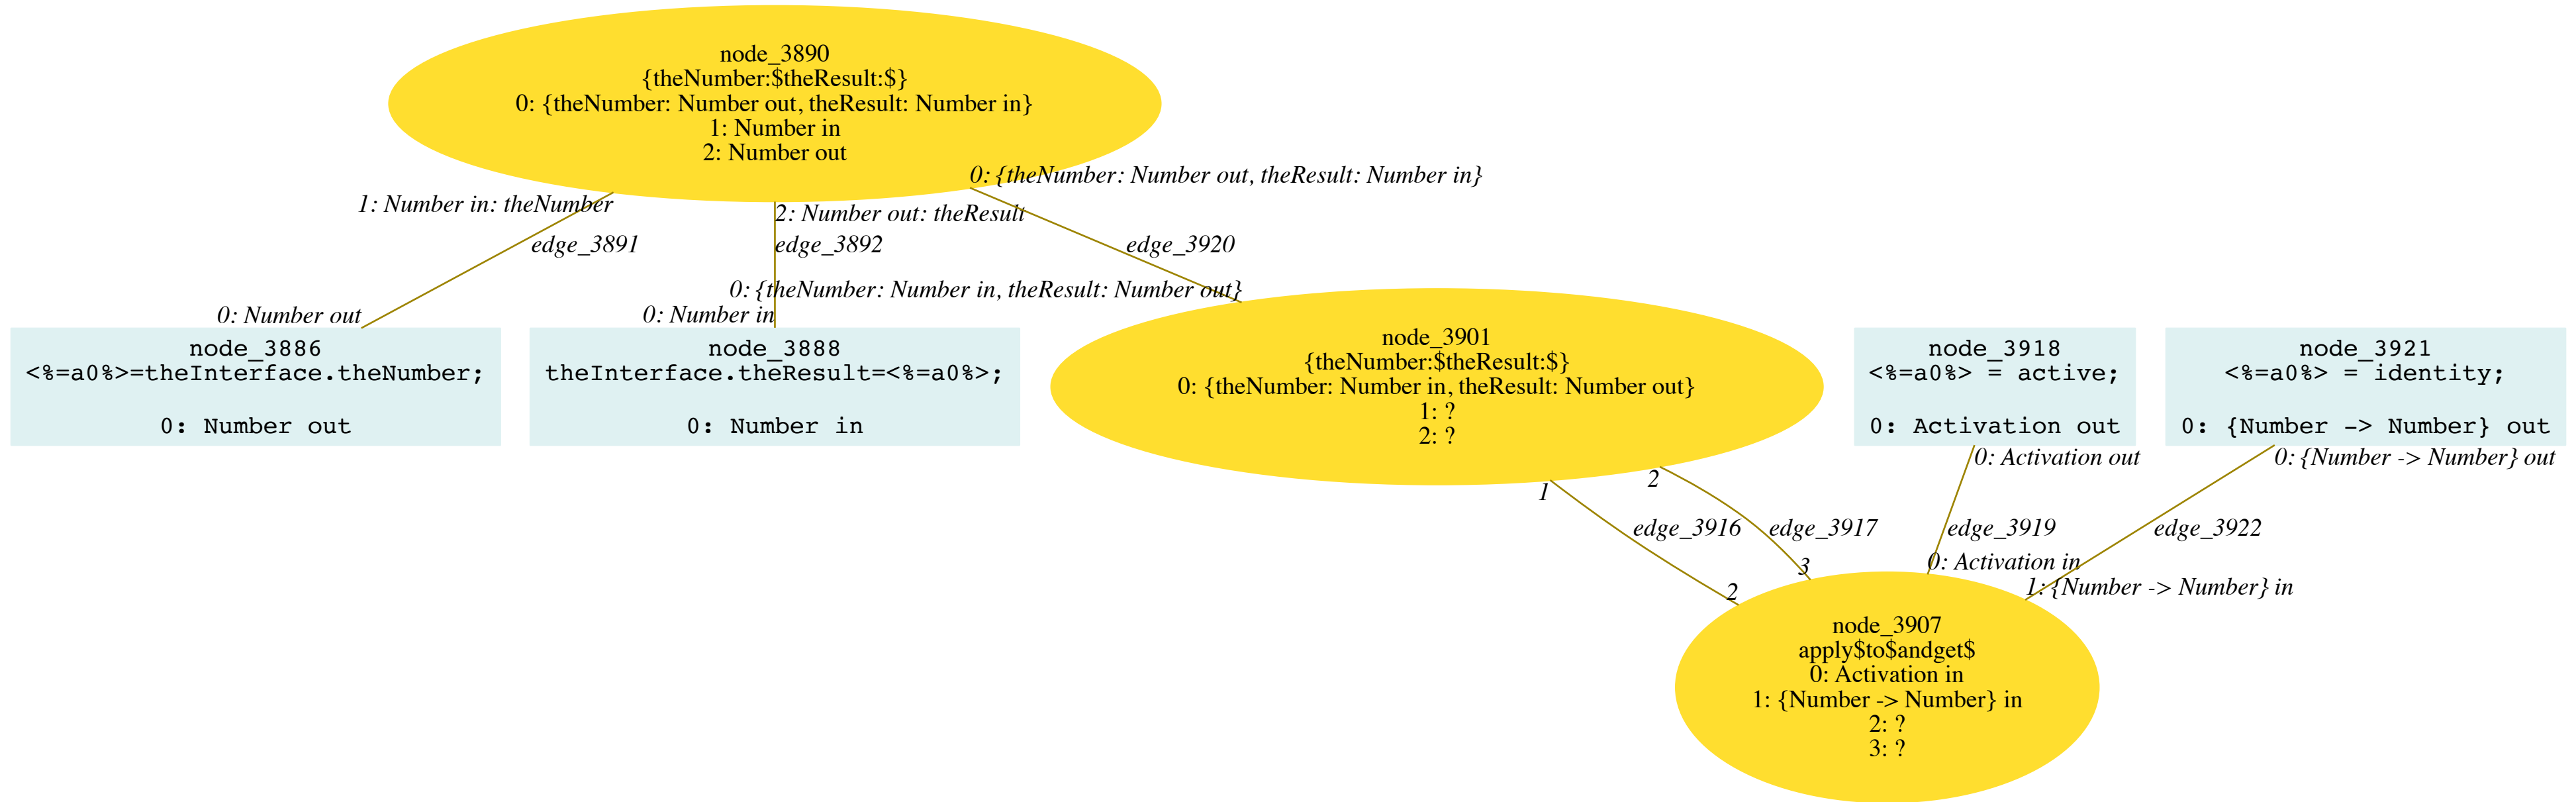 node_3890
{theNumber:$theResult:$}
0: {theNumber: Number out, theResult: Number in}
1: Number in
2: Number out
0: {theNumber: Number out, theResult: Number in}
1: Number in: theNumber
2: Number out: theResult
edge_3891
edge_3892
edge_3920
0: {theNumber: Number in, theResult: Number out}
0: Number out
0: Number in
node_3886
<%=a0%>=theInterface.theNumber;
0: Number out
node_3888
theInterface.theResult=<%=a0%>;
0: Number in
node_3901
{theNumber:$theResult:$}
0: {theNumber: Number in, theResult: Number out}
1: ?
2: ?
node_3918
<%=a0%> = active;
0: Activation out
node_3921
<%=a0%> = identity;
0: {Number -> Number} out
0: Activation out
0: {Number -> Number} out
1
2
edge_3916
edge_3917
edge_3919
edge_3922
2
3
0: Activation in
1: {Number -> Number} in
node_3907
apply$to$andget$
0: Activation in
1: {Number -> Number} in
2: ?
3: ?